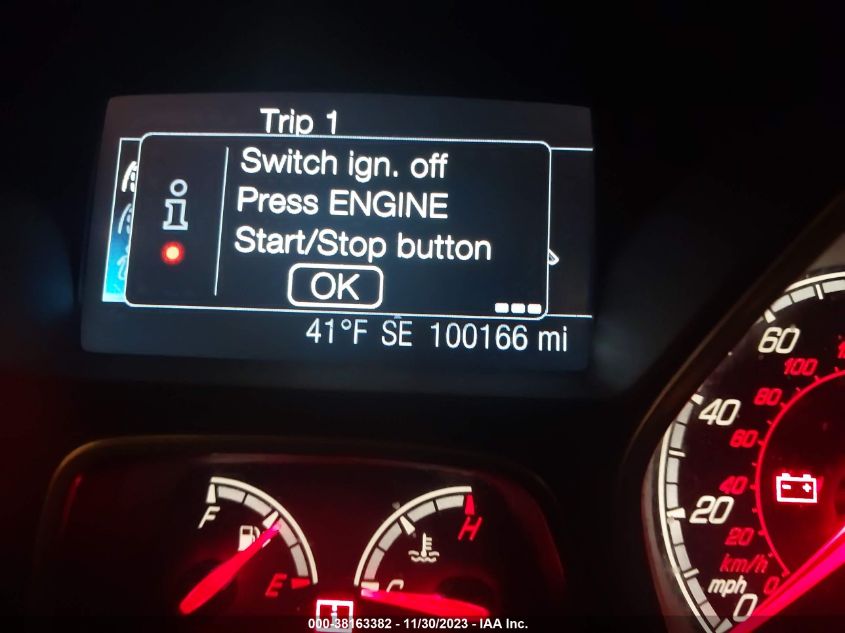 Trip 1
Switch ign. off
Press ENGINE
Start/Stop button
OK
41°F SE 100166 mi
F
E
H
C
60
40
20
0
100
80
60
40
20
0
km/h
mph
000-38163382 - 11/30/2023 - IAA Inc.